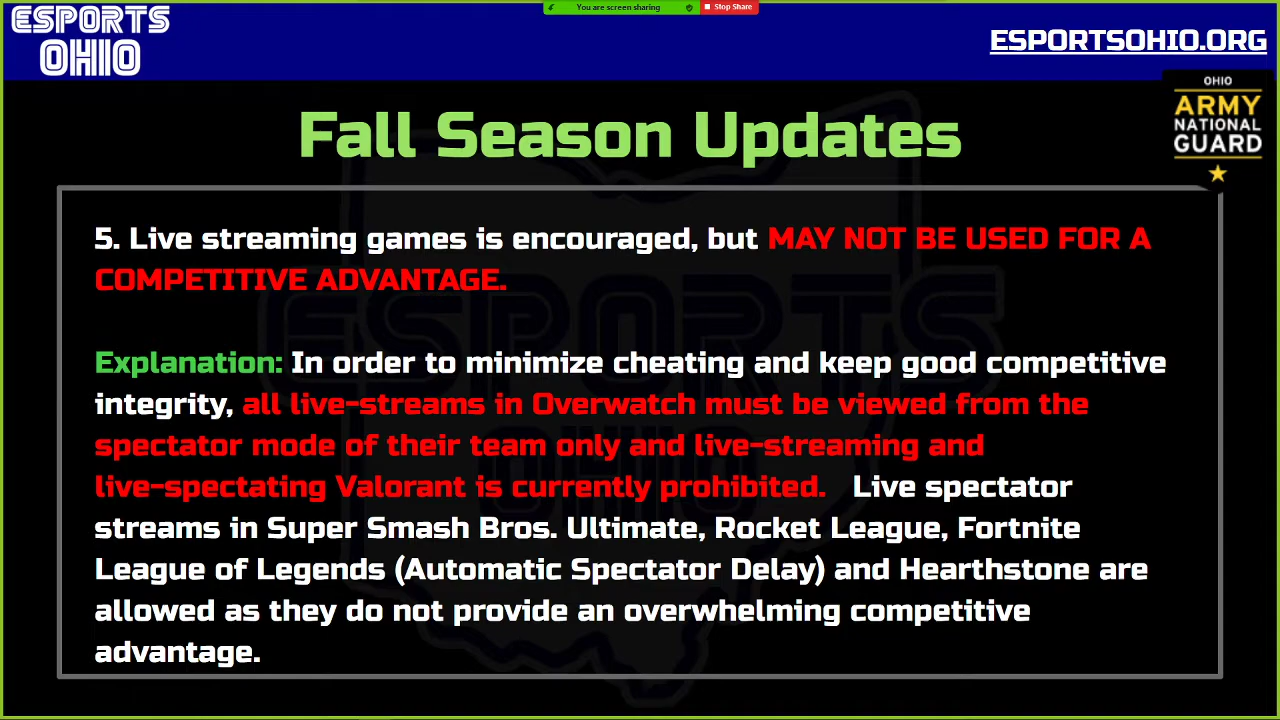 You are screen sharing Stop Share
ESPORTS
OHIO
ESPORTSOHIO.ORG
OHIO
ARMY
NATIONAL
GUARD
Fall Season Updates
5. Live streaming games is encouraged, but MAY NOT BE USED FOR A
COMPETITIVE ADVANTAGE.
Explanation: In order to minimize cheating and keep good competitive
integrity, all live-streams in Overwatch must be viewed from the
spectator mode of their team only and live-streaming and
live-spectating Valorant is currently prohibited. Live spectator
streams in Super Smash Bros. Ultimate, Rocket League, Fortnite
League of Legends (Automatic Spectator Delay) and Hearthstone are
allowed as they do not provide an overwhelming competitive
advantage.
ESPORTS
OHIO